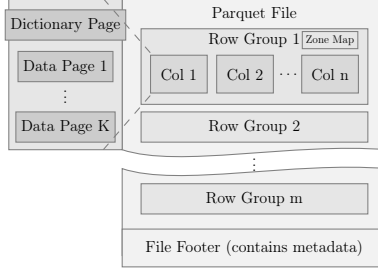 Dictionary Page
Data Page 1
⋮
Data Page K
Parquet File
Row Group 1 Zone Map
Col 1 Col 2 ⋯ Col n
Row Group 2
⋮
Row Group m
File Footer (contains metadata)